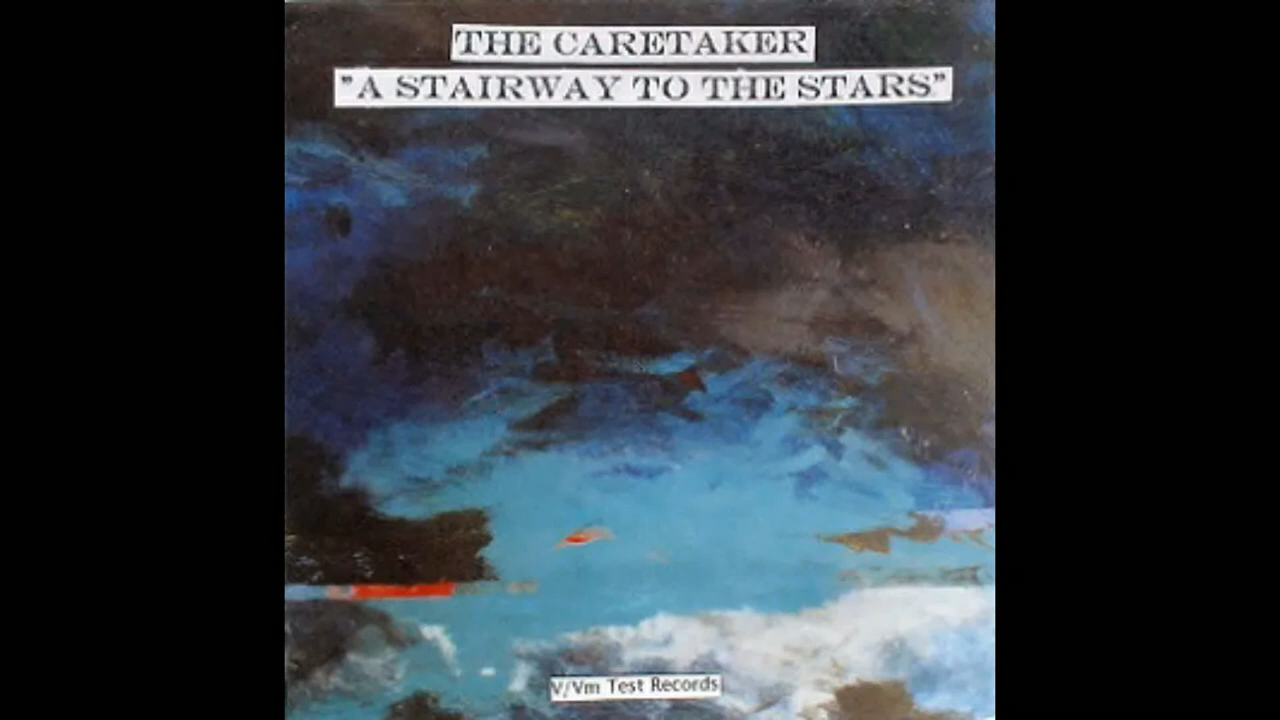 THE CARETAKER
"A STAIRWAY TO THE STARS"
V/Vm Test Records